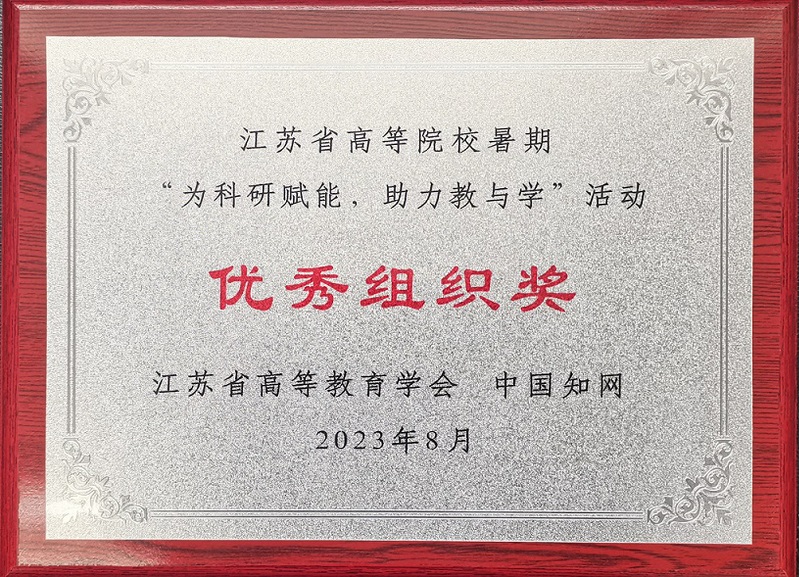 江苏省高等院校暑期
“为科研赋能，助力教与学”活动
优秀组织奖
江苏省高等教育学会 中国知网
2023年8月